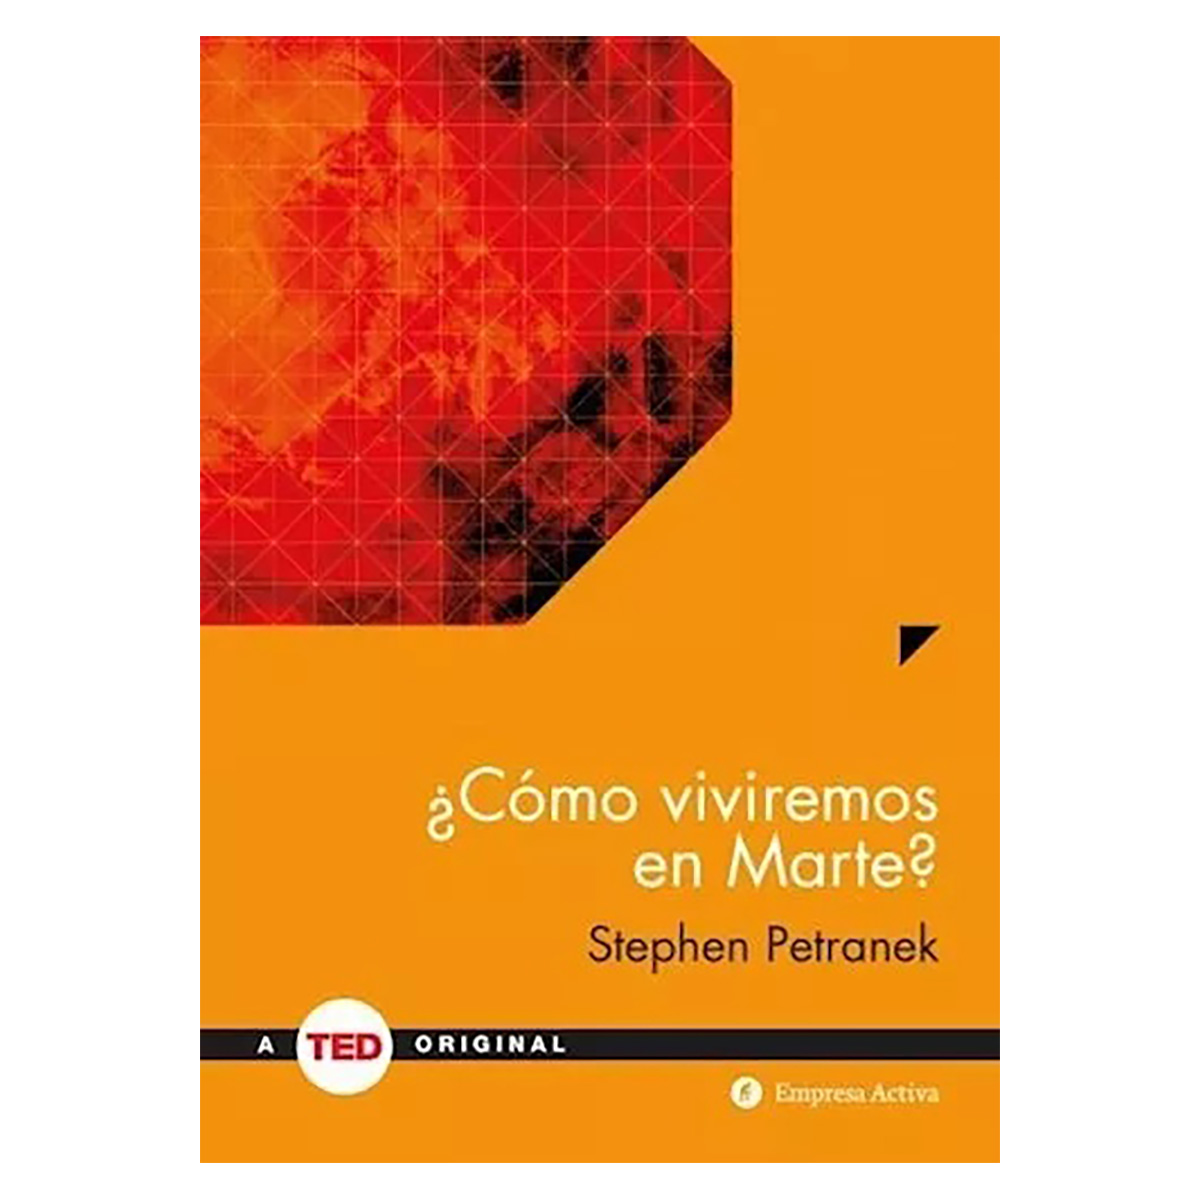 ¿Cómo viviremos
en Marte?
Stephen Petranek
A TED ORIGINAL
Empresa Activa